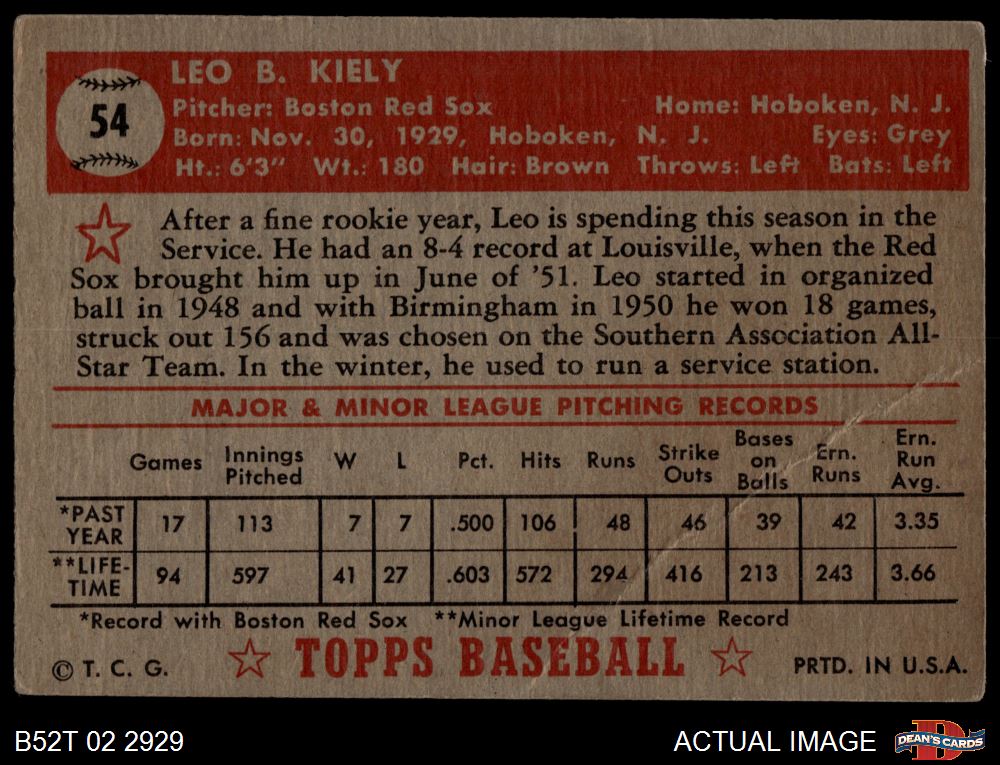 LEO B. KIELY
54
Pitcher: Boston Red Sox Home: Hoboken, N. J.
Born: Nov. 30, 1929, Hoboken, N. J. Eyes: Grey
Ht.: 6'3" Wt.: 180 Hair: Brown Throws: Left Bats: Left
After a fine rookie year, Leo is spending this season in the
Service. He had an 8-4 record at Louisville, when the Red
Sox brought him up in June of '51. Leo started in organized
ball in 1948 and with Birmingham in 1950 he won 18 games,
struck out 156 and was chosen on the Southern Association All-
Star Team. In the winter, he used to run a service station.
MAJOR & MINOR LEAGUE PITCHING RECORDS
Games Innings Pitched W L Pct. Hits Runs Strike Outs Bases on Balls Ern. Runs Ern. Run Avg.
*PAST YEAR 17 113 7 7 .500 106 48 46 39 42 3.35
**LIFE-TIME 94 597 41 27 .603 572 294 416 213 243 3.66
*Record with Boston Red Sox **Minor League Lifetime Record
© T. C. G. TOPPS BASEBALL PRTD. IN U.S.A.
B52T 02 2929 ACTUAL IMAGE DEAN'S CARDS